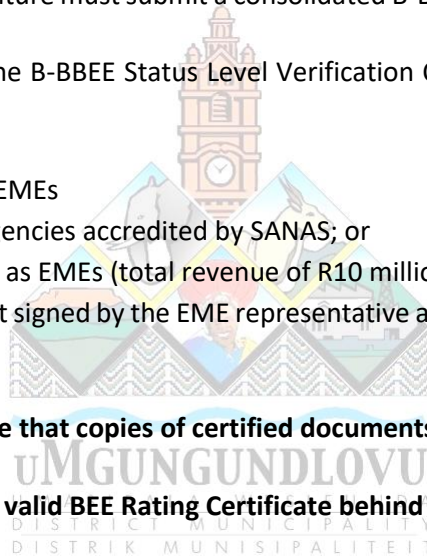 ture must submit a consolidated B-
he B-BBEE Status Level Verification
EMEs
encies accredited by SANAS; or
as EMEs (total revenue of R10 millio
t signed by the EME representative a
e that copies of certified documents
UMGUNGUNDLOVU
valid BEE Rating Certificate behind
DISTRICT MUNICIPALITY
DISTRIK MUNISIPALITEIT